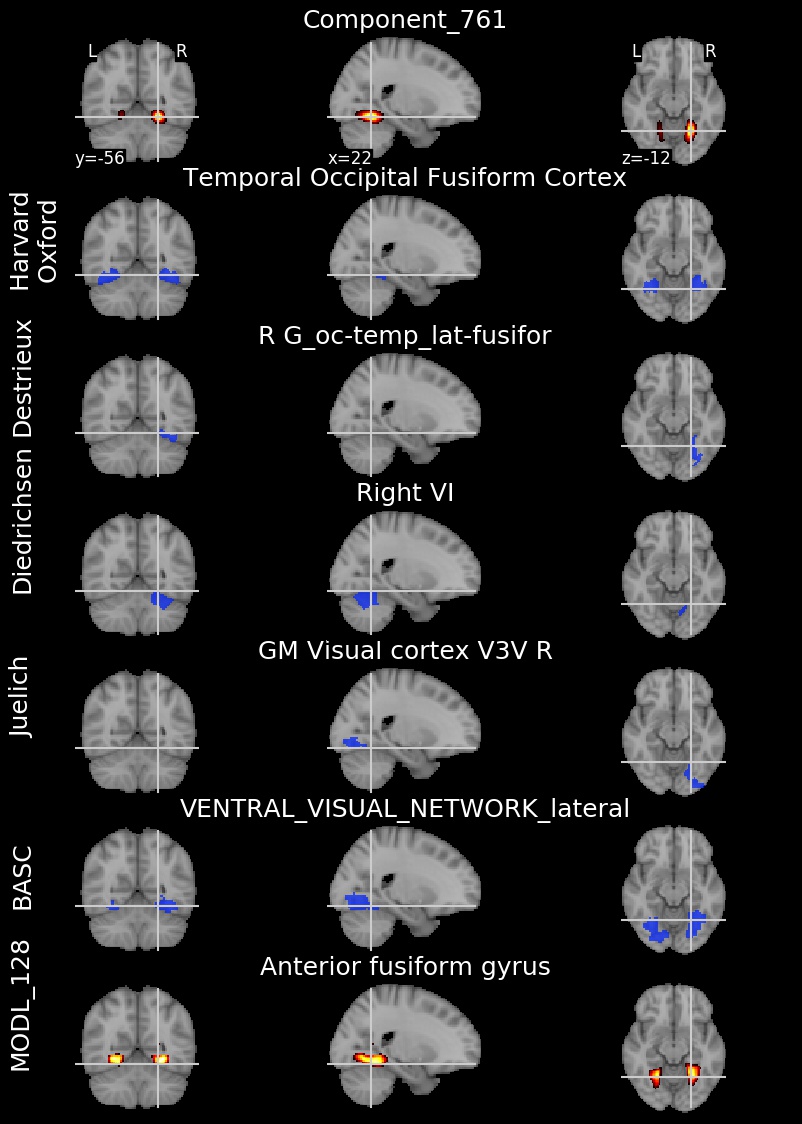 Component_761
L R
L R
y=-56
x=22
z=-12
Harvard
Oxford
Temporal Occipital Fusiform Cortex
Destrieux
R G_oc-temp_lat-fusifor
Diedrichsen
Right VI
Juelich
GM Visual cortex V3V R
BASC
VENTRAL_VISUAL_NETWORK_lateral
MODL_128
Anterior fusiform gyrus